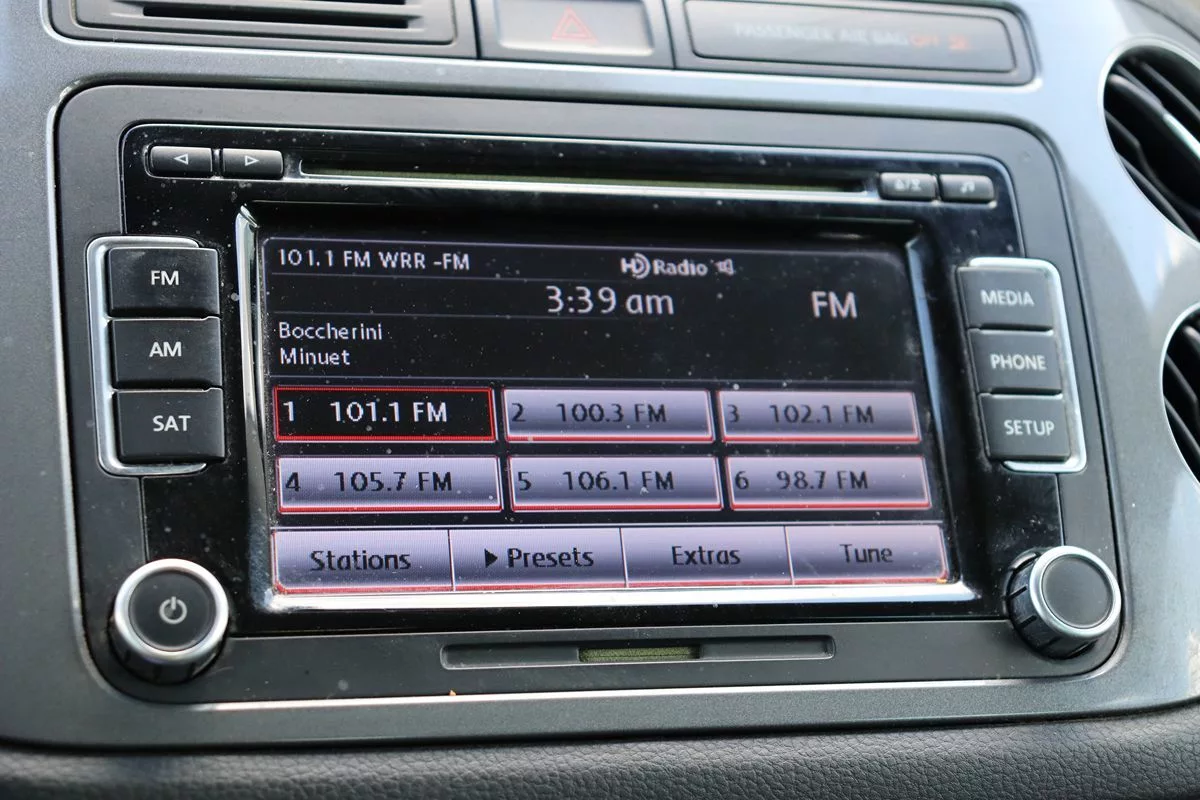 PASSENGER AIR BAG OFF
101.1 FM WRR -FM
HD Radio
3:39 am
FM
Boccherini
Minuet
1 101.1 FM
2 100.3 FM
3 102.1 FM
4 105.7 FM
5 106.1 FM
6 98.7 FM
Stations
Presets
Extras
Tune
FM
AM
SAT
MEDIA
PHONE
SETUP